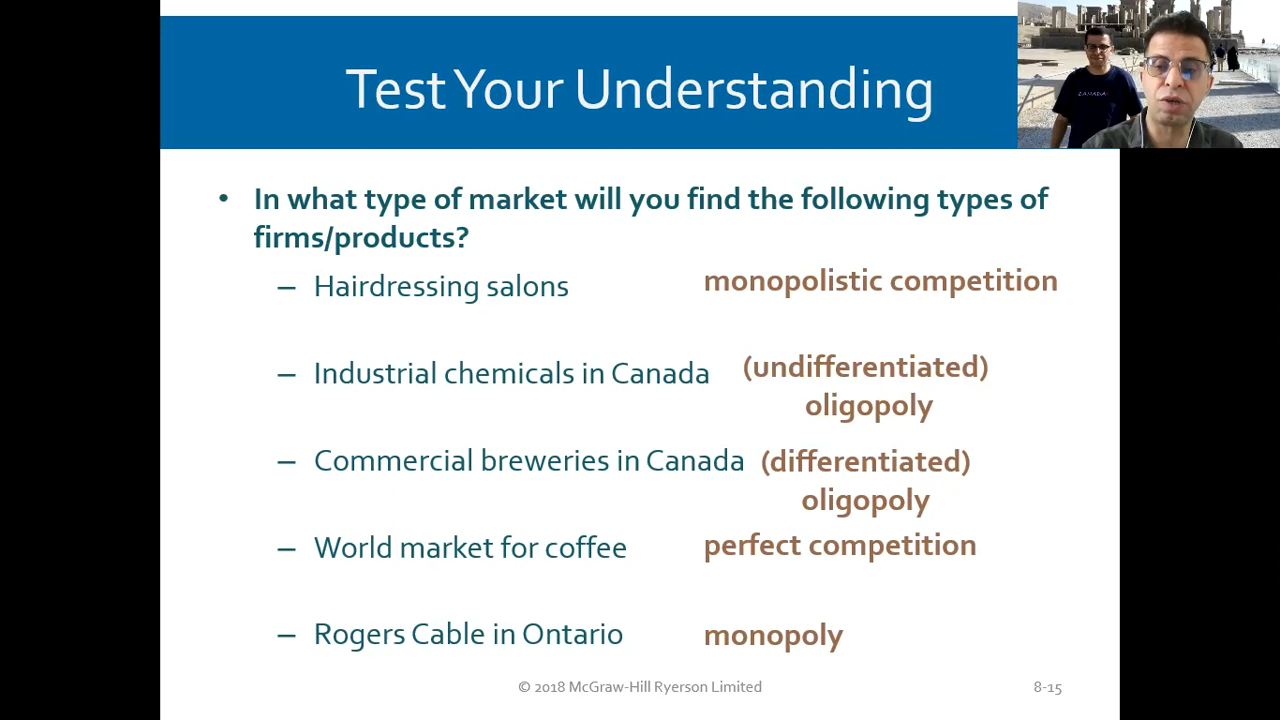 Test Your Understanding
CANADA
• In what type of market will you find the following types of
firms/products?
– Hairdressing salons monopolistic competition
– Industrial chemicals in Canada (undifferentiated)
oligopoly
– Commercial breweries in Canada (differentiated)
oligopoly
– World market for coffee perfect competition
– Rogers Cable in Ontario monopoly
© 2018 McGraw-Hill Ryerson Limited 8-15